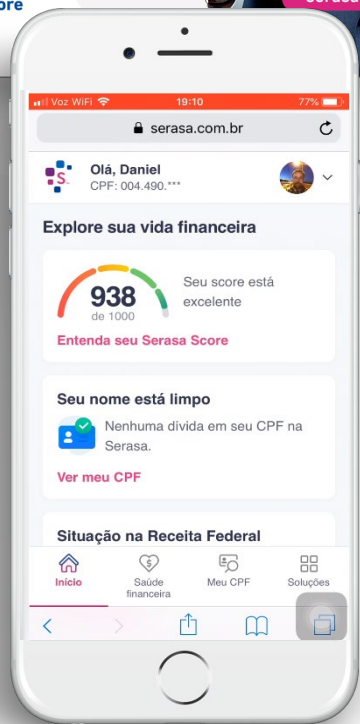 ore
Voz WiFi 19:10 77%
serasa.com.br
S.
Olá, Daniel
CPF: 004.490.***
Explore sua vida financeira
938
de 1000
Seu score está
excelente
Entenda seu Serasa Score
Seu nome está limpo
Nenhuma dívida em seu CPF na
Serasa.
Ver meu CPF
Situação na Receita Federal
Início
Saúde
financeira
Meu CPF
Soluções